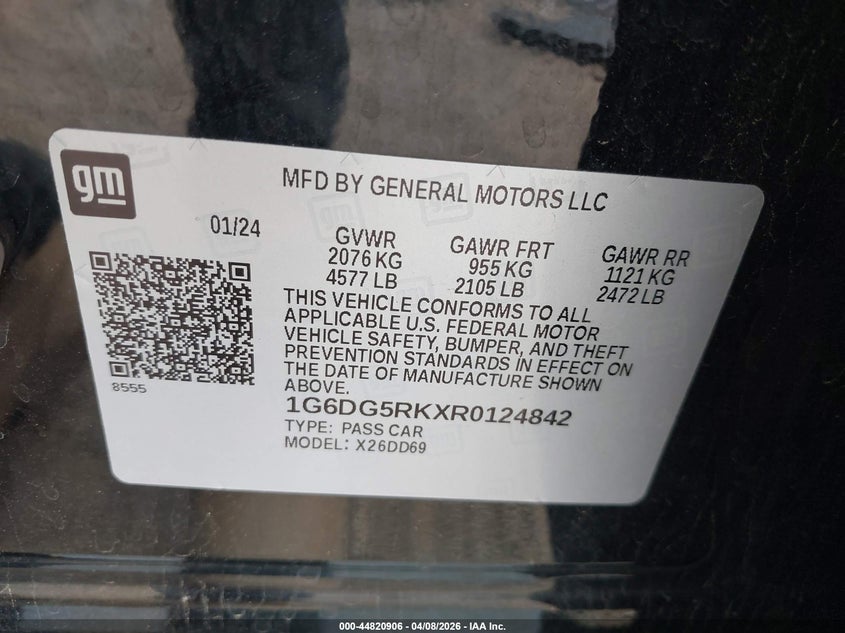 gm
MFD BY GENERAL MOTORS LLC
01/24
GVWR
2076 KG
4577 LB
GAWR FRT
955 KG
2105 LB
GAWR RR
1121 KG
2472 LB
THIS VEHICLE CONFORMS TO ALL
APPLICABLE U.S. FEDERAL MOTOR
VEHICLE SAFETY, BUMPER, AND THEFT
PREVENTION STANDARDS IN EFFECT ON
THE DATE OF MANUFACTURE SHOWN
ABOVE.
8555
1G6DG5RKXR0124842
TYPE: PASS CAR
MODEL: X26DD69
000-44820906 - 04/08/2026 - IAA Inc.